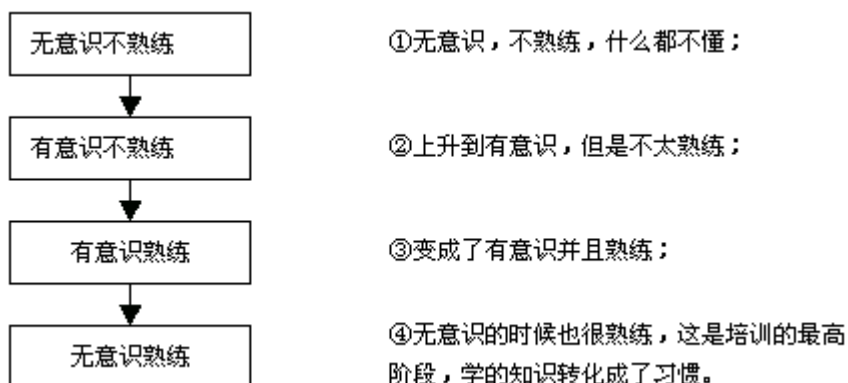 无意识不熟练
①无意识，不熟练，什么都不懂；
有意识不熟练
②上升到有意识，但是不太熟练；
有意识熟练
③变成了有意识并且熟练；
无意识熟练
④无意识的时候也很熟练，这是培训的最高
阶段，学的知识转化成了习惯。